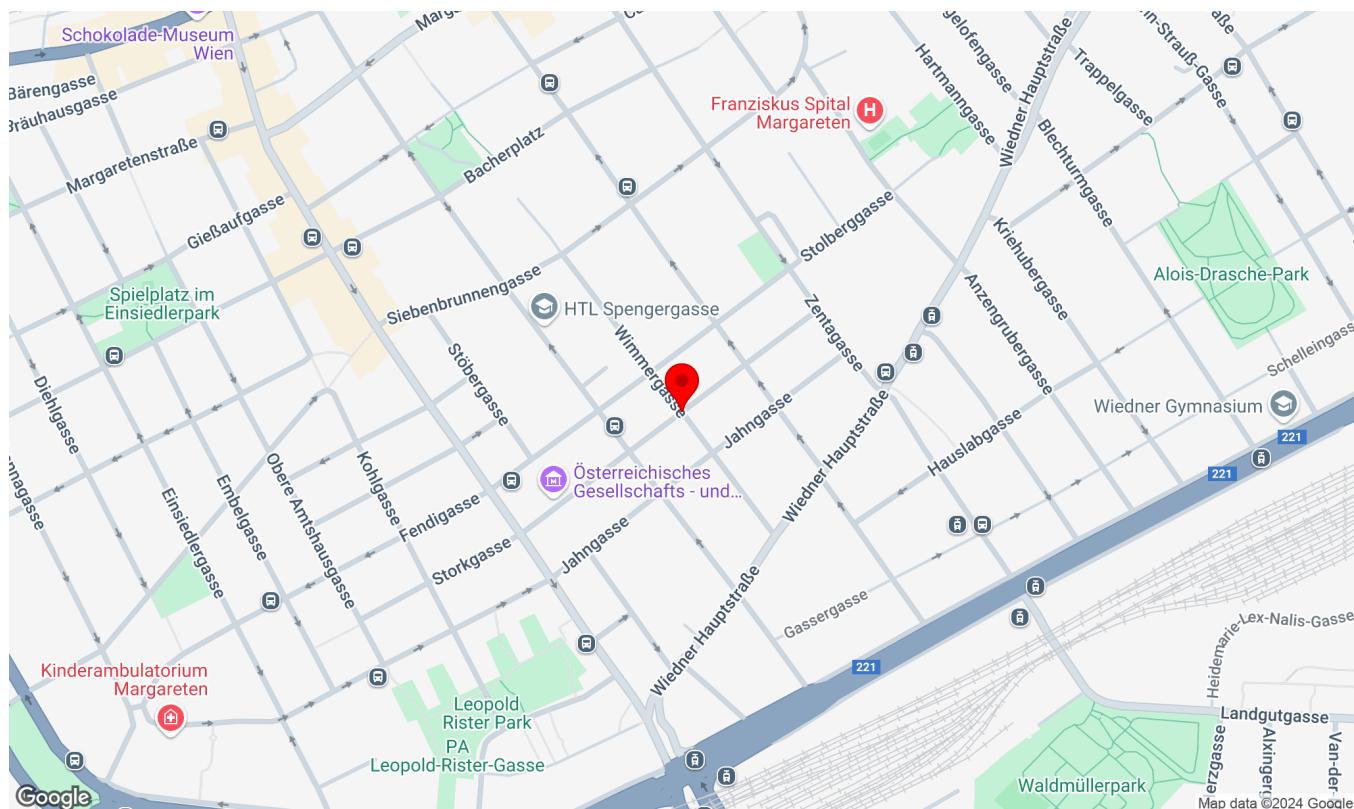 Schokolade-Museum
Wien
Bärengasse
Bräuhausgasse
Margaretenstraße
Gießaufgasse
Bacherplatz
Franziskus Spital
Margareten
Hartmanngasse
Wiedner Hauptstraße
Trappelgasse
Blechturmgasse
Stolberggasse
Kriehubergasse
Alois-Drasche-Park
Spielplatz im
Einsiedlerpark
Siebenbrunnengasse
HTL Spengergasse
Zentagasse
Anzengrubergasse
Schelleingasse
Wimmergasse
Stöbergasse
Diehlgasse
Jahngasse
Wiedner Hauptstraße
Hauslabgasse
Wiedner Gymnasium
221
221
Österreichisches
Gesellschafts - und...
Kohlgasse
Obere Amtshausgasse
Embelgasse
Einsiedlergasse
Fendigasse
Storkgasse
Jahngasse
Gassergasse
Wiedner Hauptstraße
221
Heidemarie-Lex-Nalis-Gasse
Kinderambulatorium
Margareten
Leopold
Rister Park
PA
Leopold-Rister-Gasse
Landgutgasse
Waldmüllerpark
Google
Map data ©2024 Google